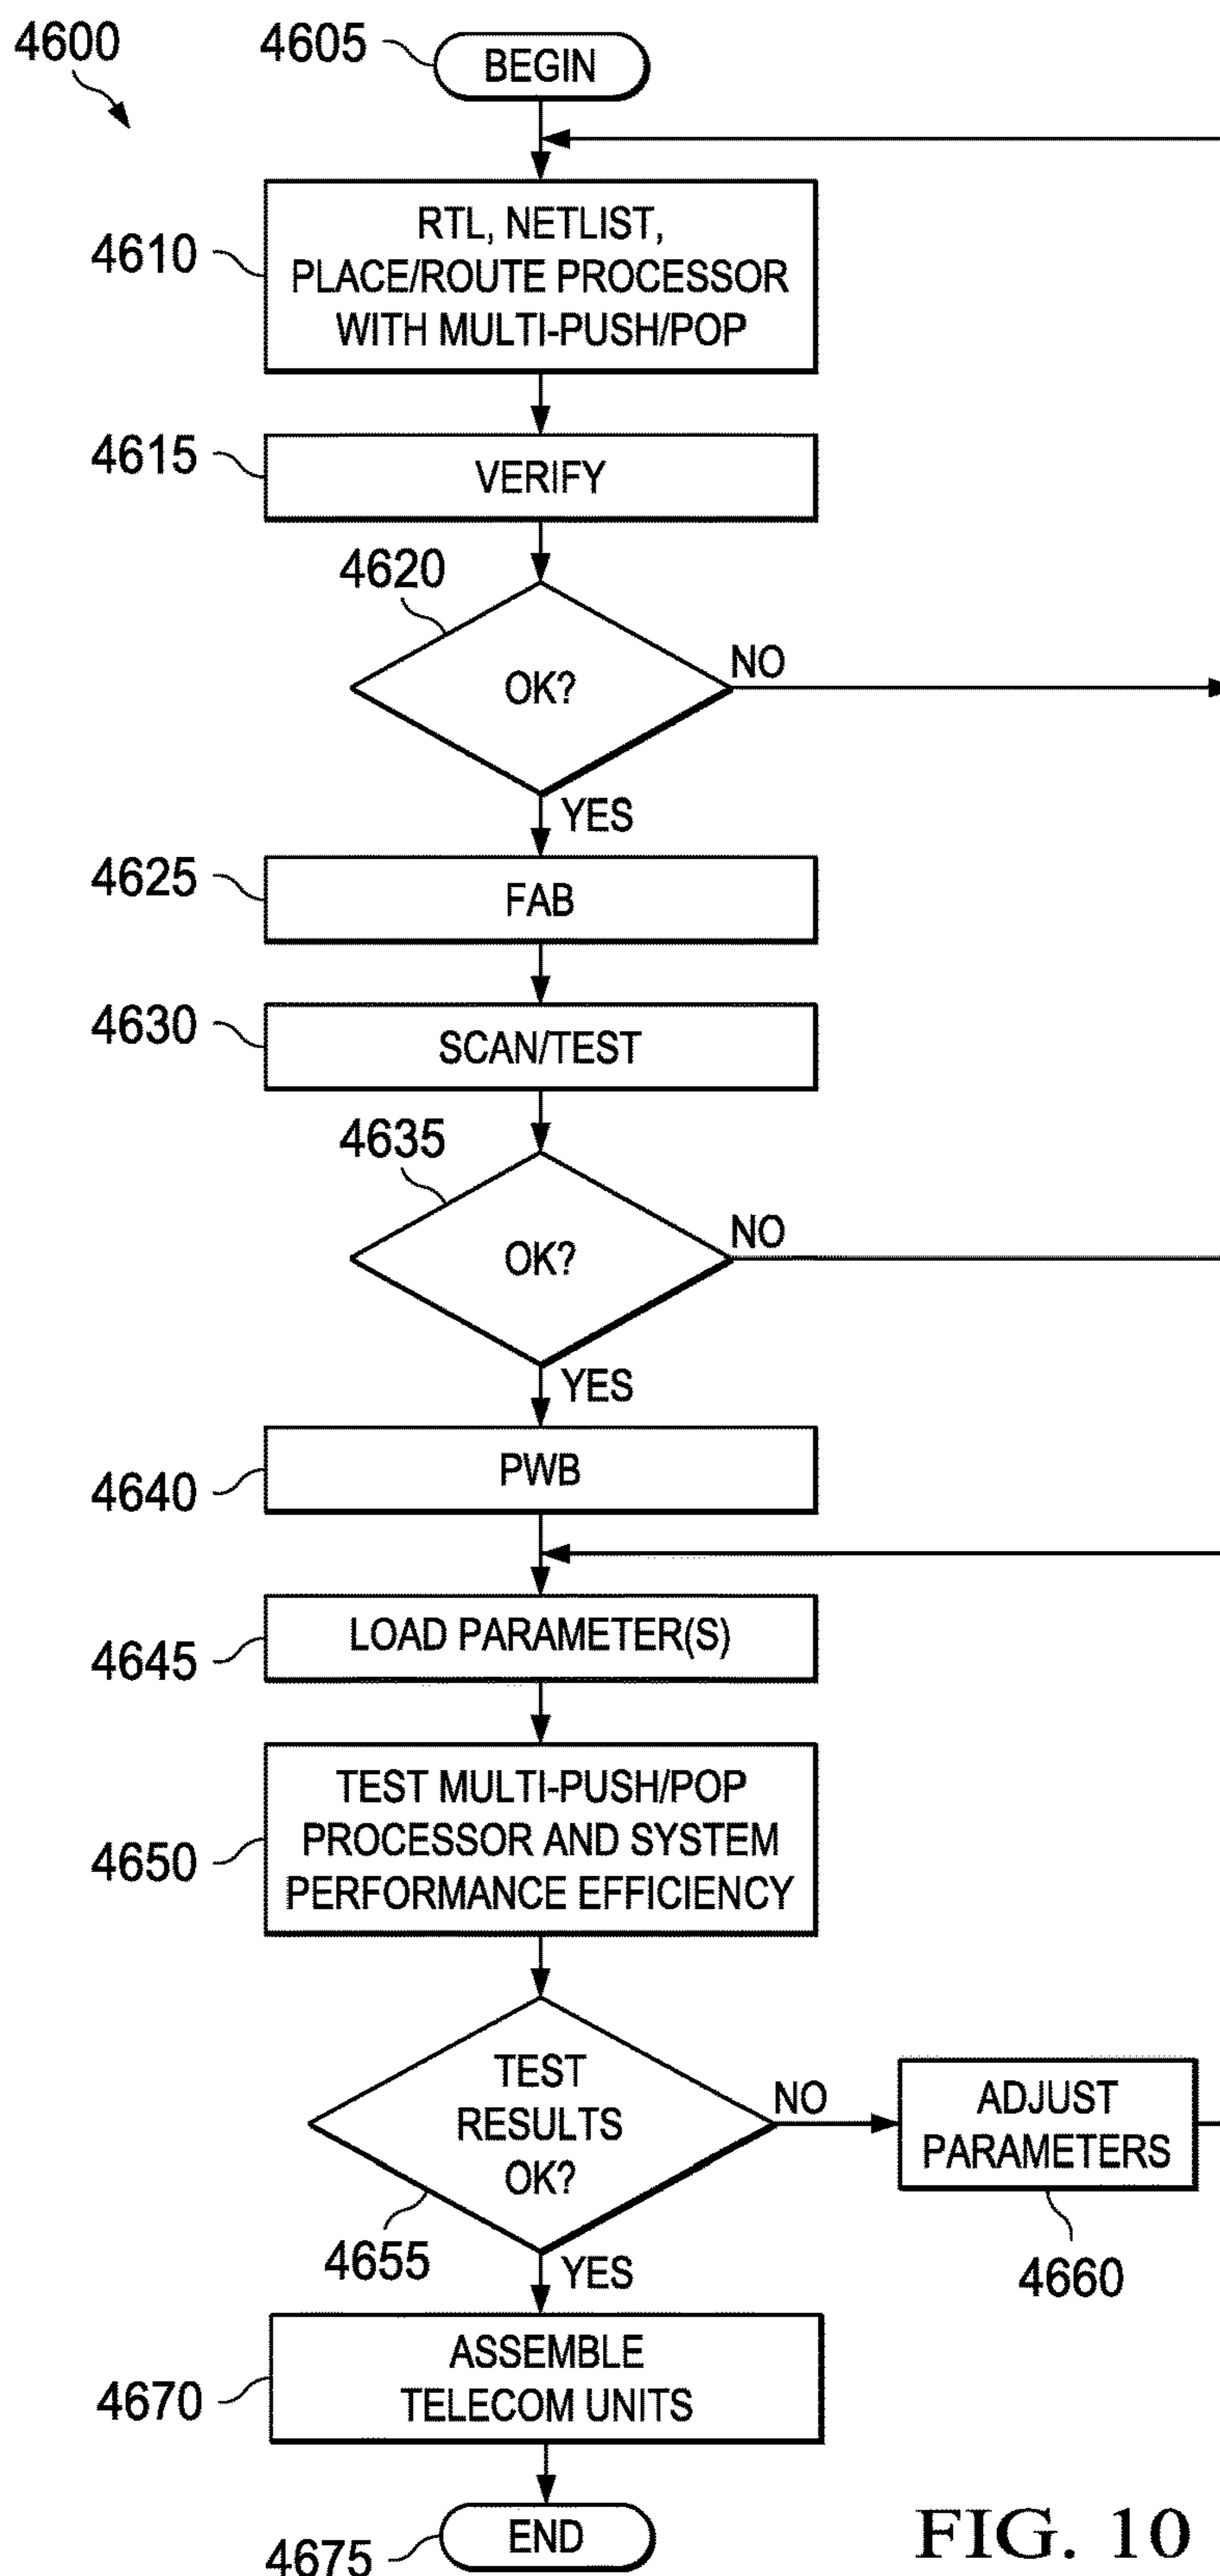 4600
4605
BEGIN
4610
RTL, NETLIST,
PLACE/ROUTE PROCESSOR
WITH MULTI-PUSH/POP
4615
VERIFY
4620
OK?
NO
YES
4625
FAB
4630
SCAN/TEST
4635
OK?
NO
YES
4640
PWB
4645
LOAD PARAMETER(S)
4650
TEST MULTI-PUSH/POP
PROCESSOR AND SYSTEM
PERFORMANCE EFFICIENCY
TEST
RESULTS
OK?
NO
ADJUST
PARAMETERS
4655
YES
4660
4670
ASSEMBLE
TELECOM UNITS
4675
END
FIG. 10